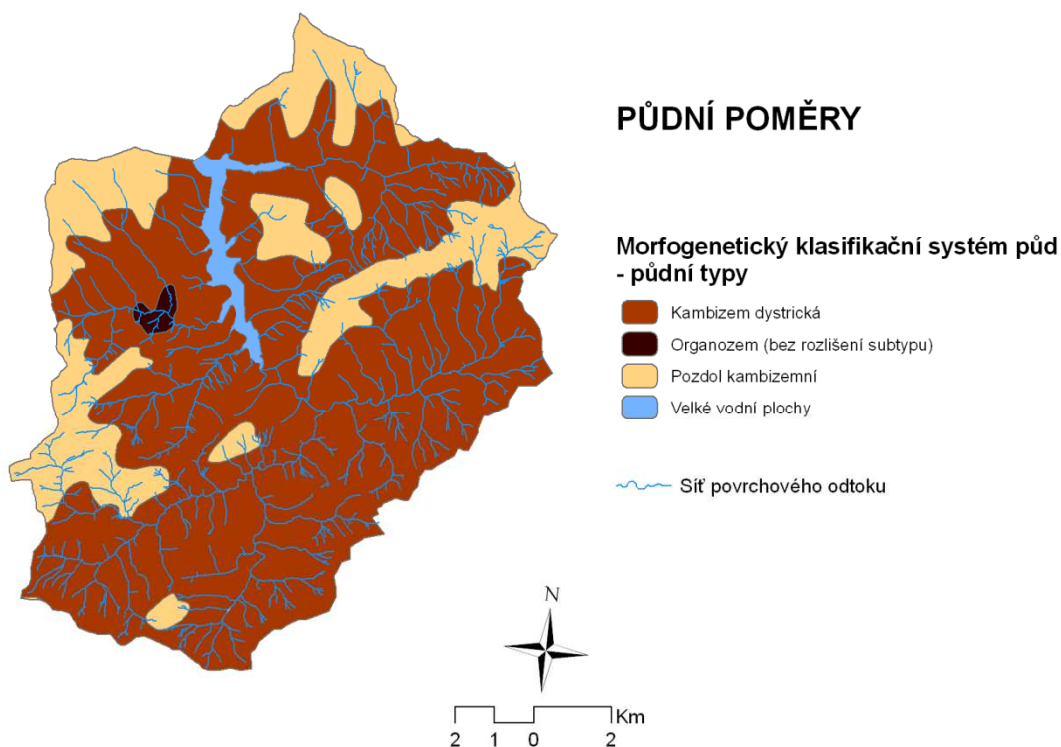 PŮDNÍ POMĚRY
Morfogenetický klasifikační systém půd
- půdní typy
Kambizem dystrická
Organozem (bez rozlišení subtypu)
Pozdol kambizemní
Velké vodní plochy
Síť povrchového odtoku
N
Km
2 1 0 2